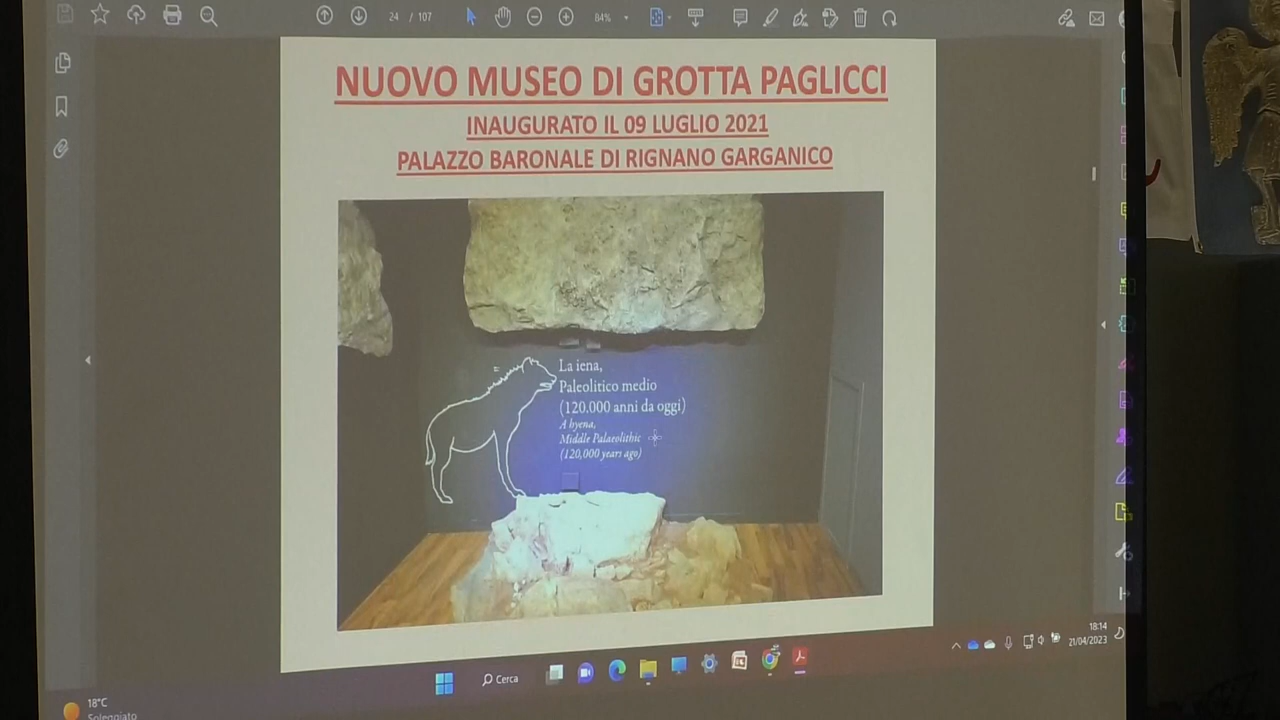 24 / 107
84%
NUOVO MUSEO DI GROTTA PAGLICCI
INAUGURATO IL 09 LUGLIO 2021
PALAZZO BARONALE DI RIGNANO GARGANICO
La iena,
Paleolitico medio
(120.000 anni da oggi)
A hyena,
Middle Palaeolithic
(120,000 years ago)
18:14
21/04/2023
Cerca
18°C
Soleggiato